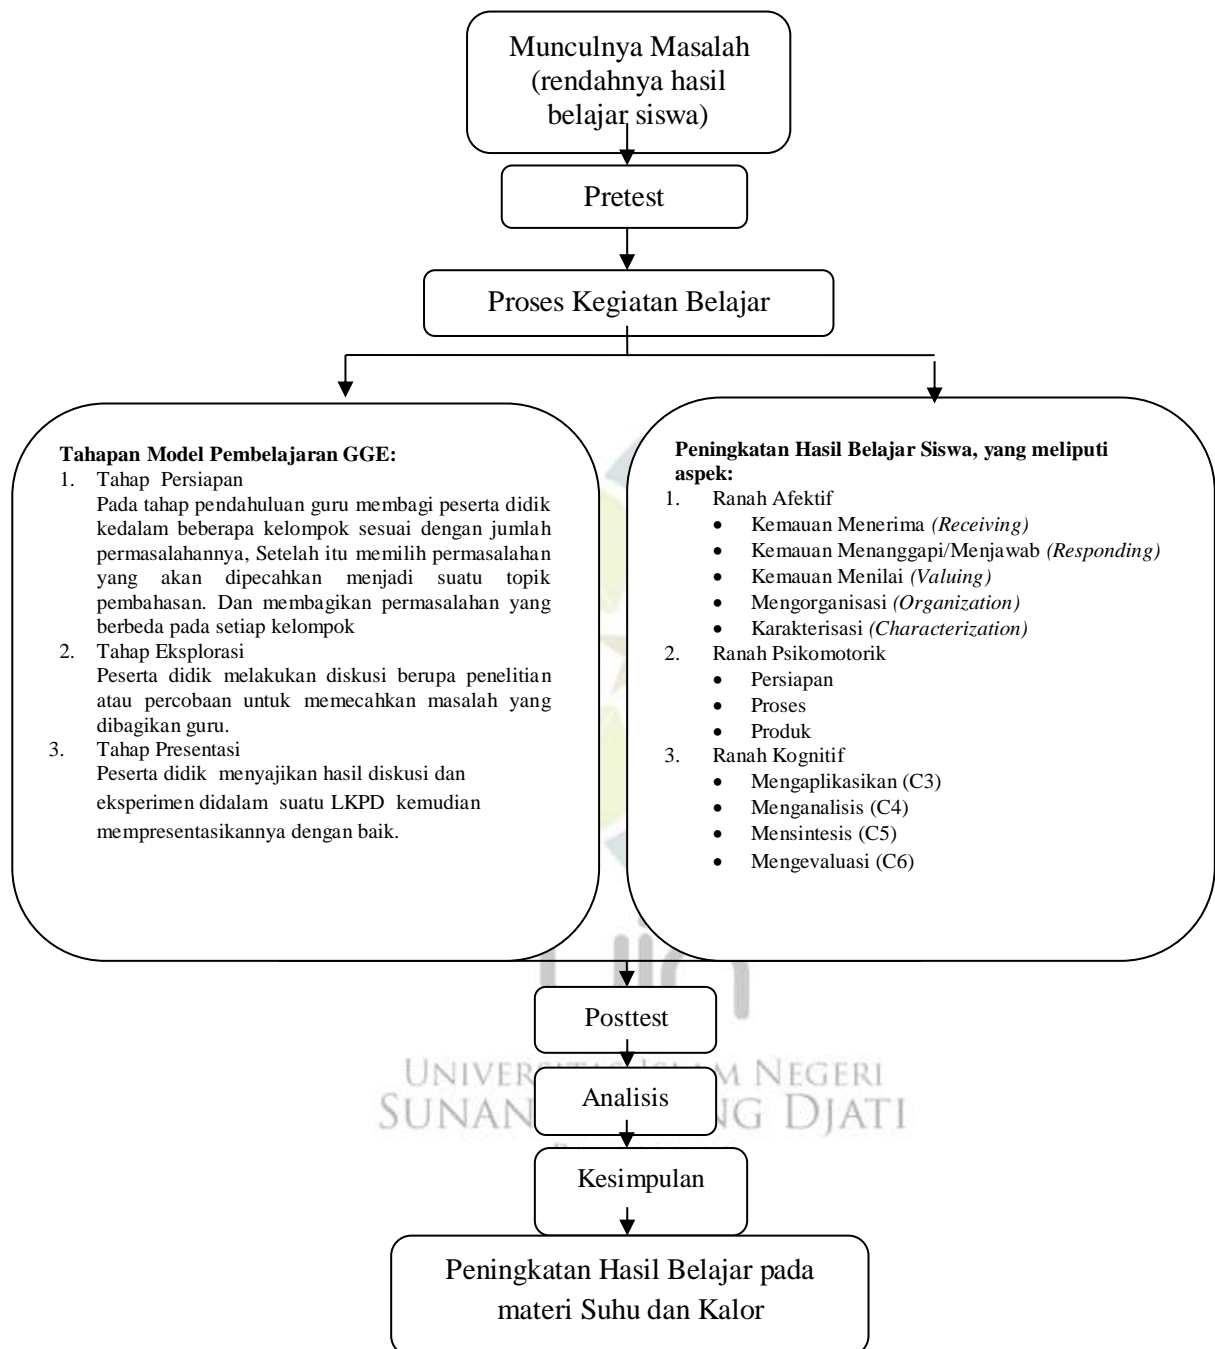 Munculnya Masalah
(rendahnya hasil
belajar siswa)
Pretest
Proses Kegiatan Belajar
Tahapan Model Pembelajaran GGE:
1. Tahap Persiapan
Pada tahap pendahuluan guru membagi peserta didik
kedalam beberapa kelompok sesuai dengan jumlah
permasalahannya, Setelah itu memilih permasalahan
yang akan dipecahkan menjadi suatu topik
pembahasan. Dan membagikan permasalahan yang
berbeda pada setiap kelompok
2. Tahap Eksplorasi
Peserta didik melakukan diskusi berupa penelitian
atau percobaan untuk memecahkan masalah yang
dibagikan guru.
3. Tahap Presentasi
Peserta didik menyajikan hasil diskusi dan
eksperimen didalam suatu LKPD kemudian
mempresentasikannya dengan baik.
Peningkatan Hasil Belajar Siswa, yang meliputi
aspek:
1. Ranah Afektif
• Kemauan Menerima (Receiving)
• Kemauan Menanggapi/Menjawab (Responding)
• Kemauan Menilai (Valuing)
• Mengorganisasi (Organization)
• Karakterisasi (Characterization)
2. Ranah Psikomotorik
• Persiapan
• Proses
• Produk
3. Ranah Kognitif
• Mengaplikasikan (C3)
• Menganalisis (C4)
• Mensintesis (C5)
• Mengevaluasi (C6)
uin
Posttest
NEGERI
Analisis
DJATI
Kesimpulan
Peningkatan Hasil Belajar pada
materi Suhu dan Kalor